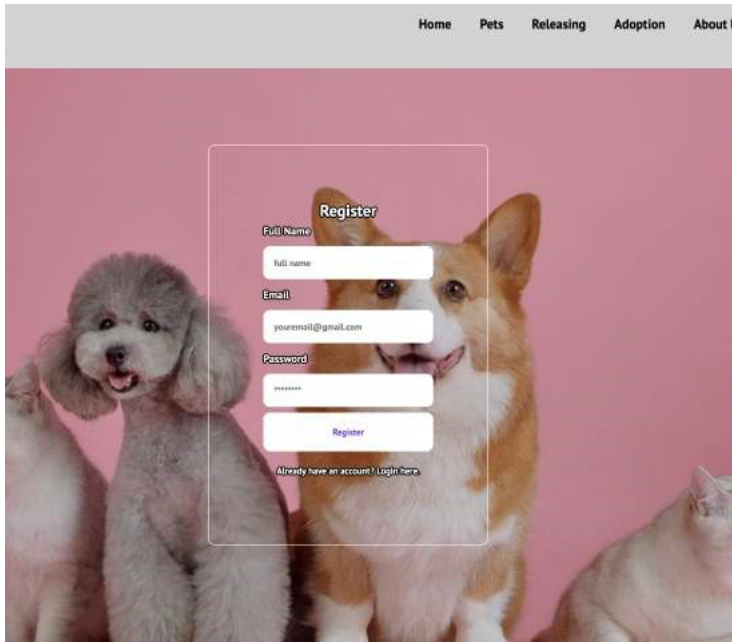 Home Pets Releasing Adoption About
Register
Full Name
full name
Email
youremail@gmail.com
Password
********
Register
Already have an account? Login here.